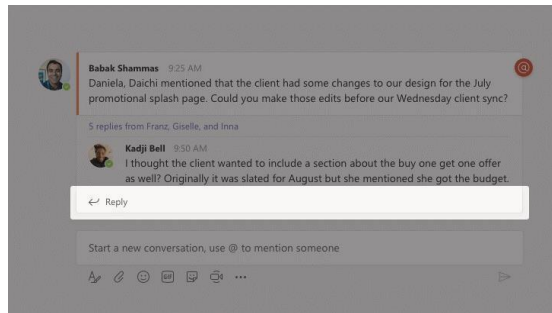 Babak Shammas 9:25 AM
Daniela, Daichi mentioned that the client had some changes to our design for the July
promotional splash page. Could you make those edits before our Wednesday client sync?
5 replies from Franz, Giselle, and Inna
Kadji Bell 9:50 AM
I thought the client wanted to include a section about the buy one get one offer
as well? Originally it was slated for August but she mentioned she got the budget.
Reply
Start a new conversation, use @ to mention someone
GIF